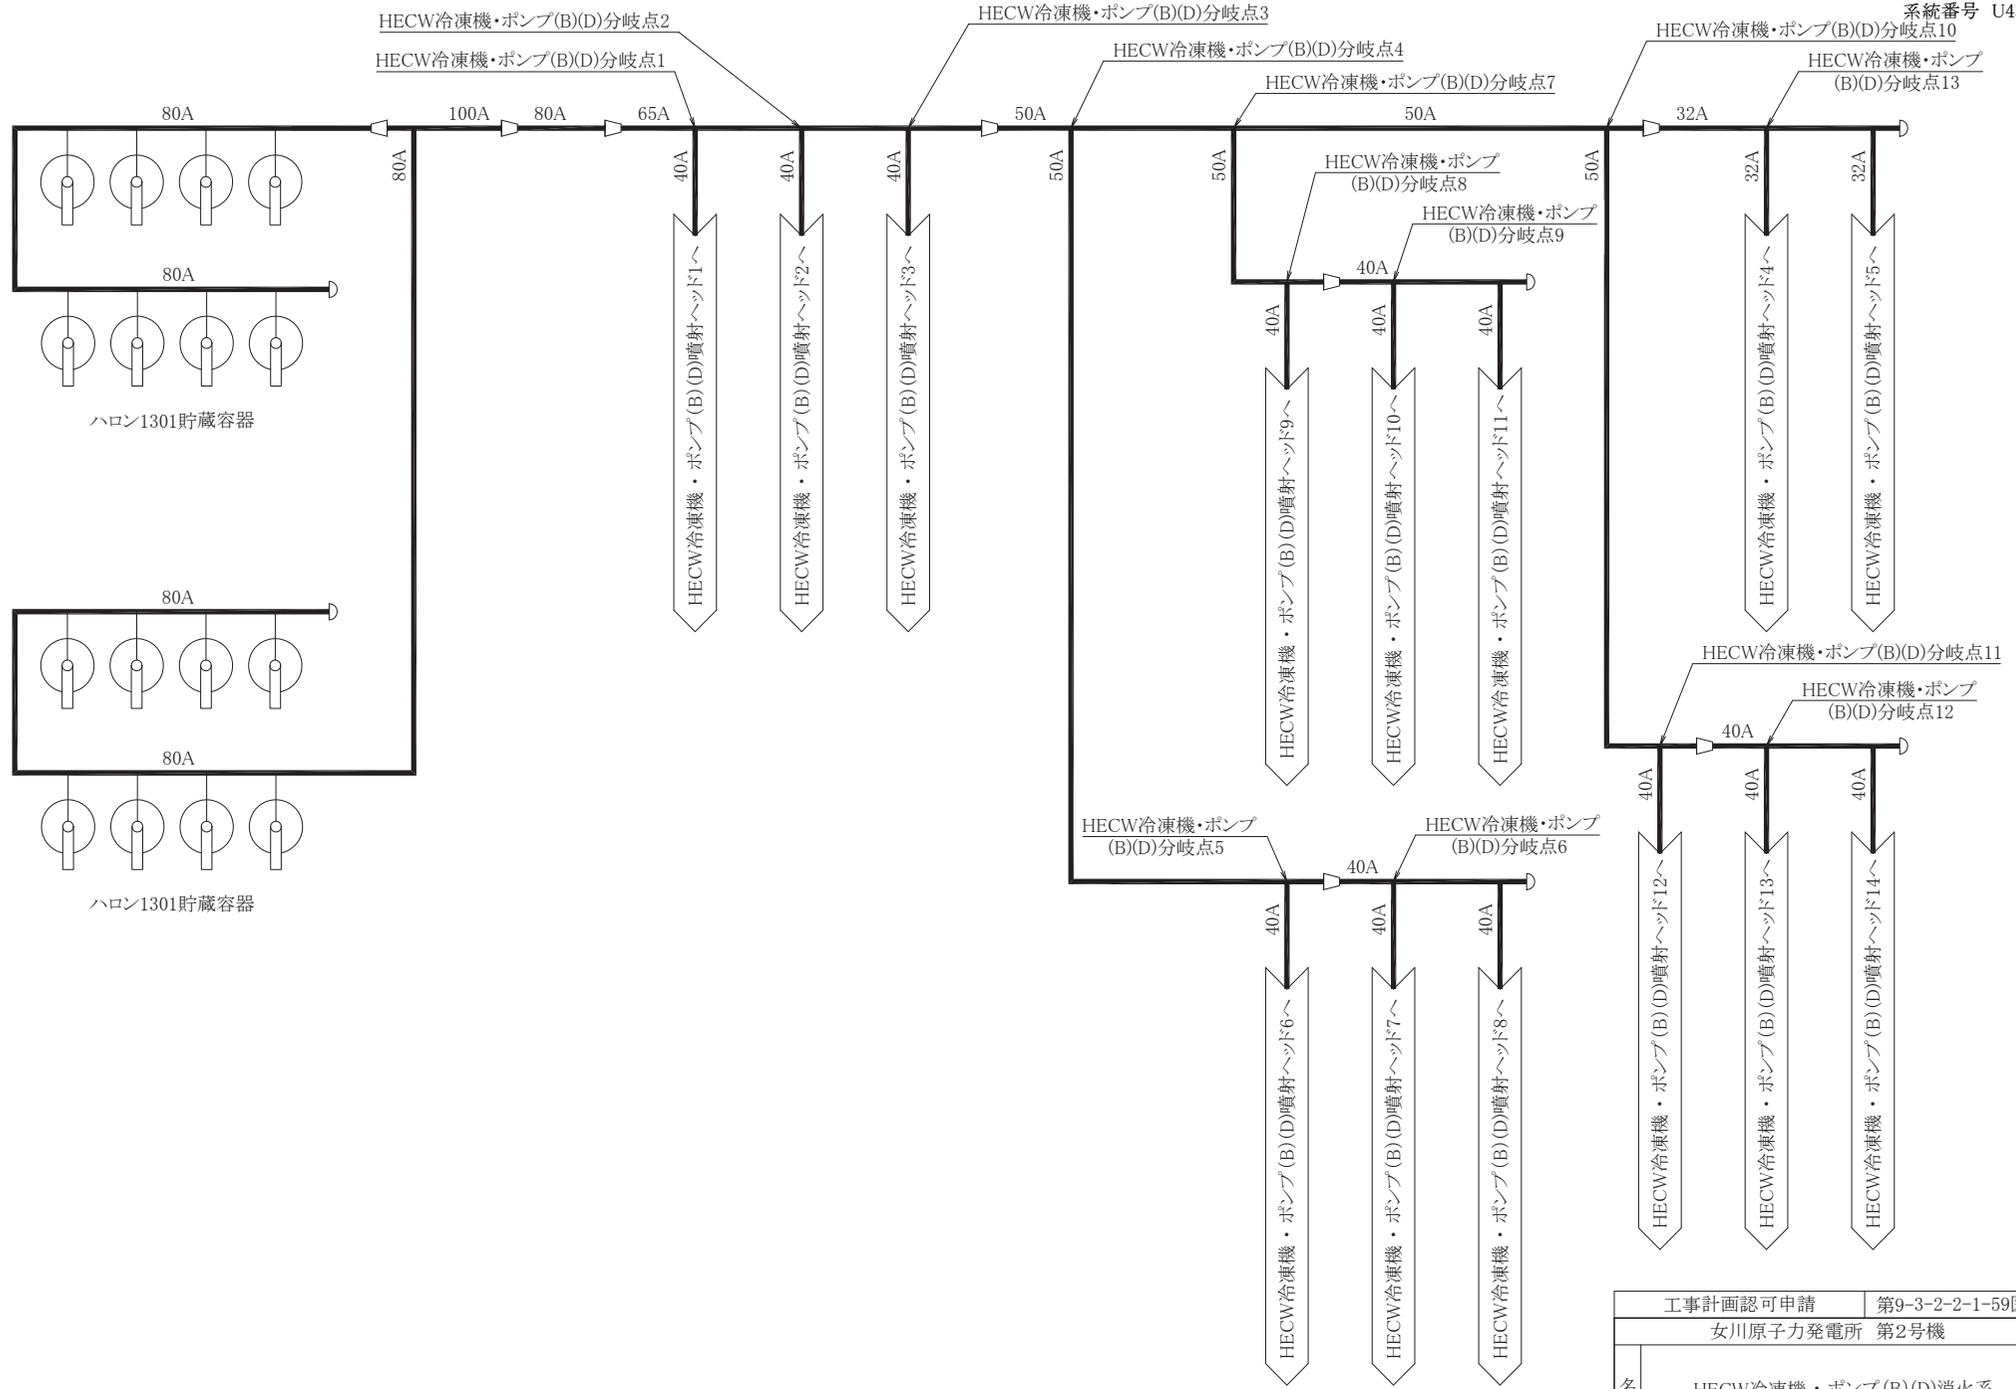 系統番号 U4
HECW冷凍機・ポンプ(B)(D)分岐点2
HECW冷凍機・ポンプ(B)(D)分岐点3
HECW冷凍機・ポンプ(B)(D)分岐点10
HECW冷凍機・ポンプ(B)(D)分岐点1
HECW冷凍機・ポンプ(B)(D)分岐点4
HECW冷凍機・ポンプ
(B)(D)分岐点13
HECW冷凍機・ポンプ(B)(D)分岐点7
80A
100A
80A
65A
50A
50A
32A
80A
40A
40A
40A
50A
50A
50A
32A
32A
HECW冷凍機・ポンプ
(B)(D)分岐点8
HECW冷凍機・ポンプ
(B)(D)分岐点9
80A
40A
HECW冷凍機・ポンプ(B)(D)噴射ヘッド1へ
HECW冷凍機・ポンプ(B)(D)噴射ヘッド2へ
HECW冷凍機・ポンプ(B)(D)噴射ヘッド3へ
HECW冷凍機・ポンプ(B)(D)噴射ヘッド4へ
HECW冷凍機・ポンプ(B)(D)噴射ヘッド5へ
40A
40A
40A
HECW冷凍機・ポンプ(B)(D)噴射ヘッド9へ
HECW冷凍機・ポンプ(B)(D)噴射ヘッド10へ
HECW冷凍機・ポンプ(B)(D)噴射ヘッド11へ
ハロン1301貯蔵容器
80A
HECW冷凍機・ポンプ(B)(D)分岐点11
HECW冷凍機・ポンプ
(B)(D)分岐点12
80A
40A
40A
40A
40A
HECW冷凍機・ポンプ
(B)(D)分岐点5
HECW冷凍機・ポンプ
(B)(D)分岐点6
40A
ハロン1301貯蔵容器
40A
40A
40A
HECW冷凍機・ポンプ(B)(D)噴射ヘッド12へ
HECW冷凍機・ポンプ(B)(D)噴射ヘッド13へ
HECW冷凍機・ポンプ(B)(D)噴射ヘッド14へ
HECW冷凍機・ポンプ(B)(D)噴射ヘッド6へ
HECW冷凍機・ポンプ(B)(D)噴射ヘッド7へ
HECW冷凍機・ポンプ(B)(D)噴射ヘッド8へ
工事計画認可申請
第9-3-2-2-1-59図
女川原子力発電所 第2号機
名
HECW冷凍機・ポンプ(B)(D)消火系